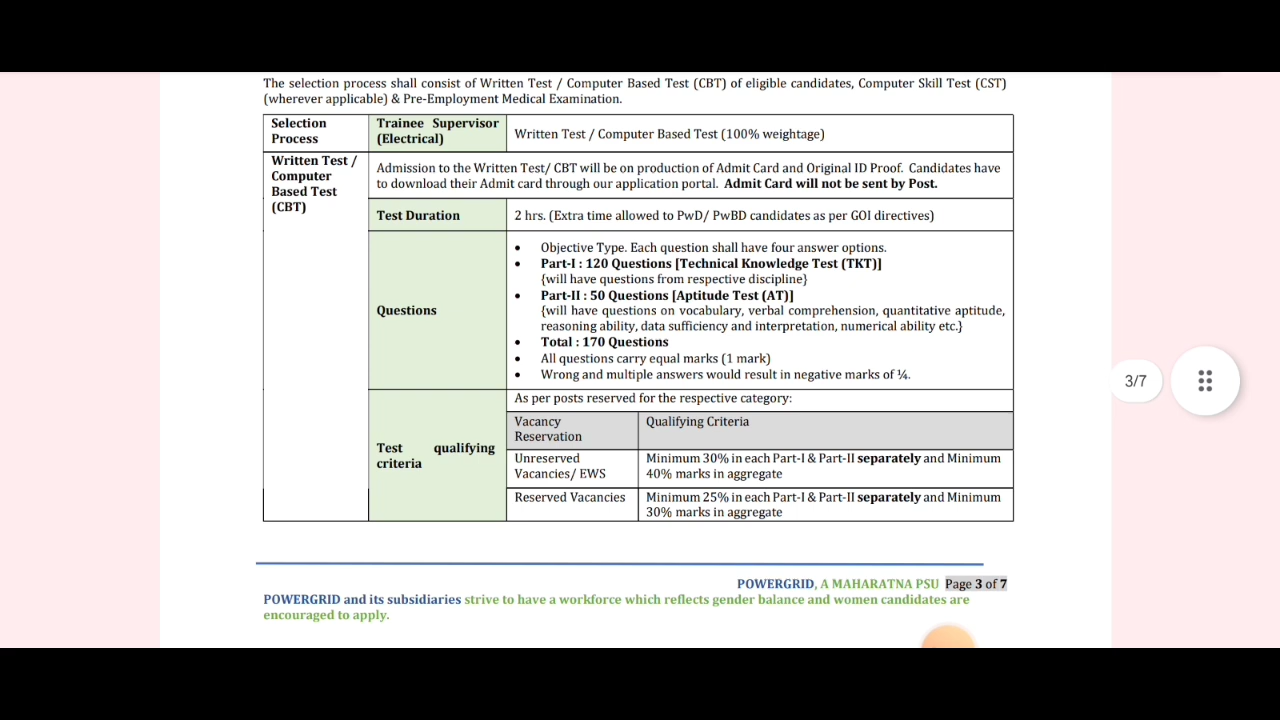 The selection process shall consist of Written Test / Computer Based Test (CBT) of eligible candidates, Computer Skill Test (CST)
(wherever applicable) & Pre-Employment Medical Examination.
Selection
Process
Trainee Supervisor
(Electrical)
Written Test / Computer Based Test (100% weightage)
Written Test /
Computer
Based Test
(CBT)
Admission to the Written Test/ CBT will be on production of Admit Card and Original ID Proof. Candidates have
to download their Admit card through our application portal. Admit Card will not be sent by Post.
Test Duration
2 hrs. (Extra time allowed to PwD/ PwBD candidates as per GOI directives)
Questions
• Objective Type. Each question shall have four answer options.
• Part-I : 120 Questions [Technical Knowledge Test (TKT)]
{will have questions from respective discipline}
• Part-II : 50 Questions [Aptitude Test (AT)]
{will have questions on vocabulary, verbal comprehension, quantitative aptitude,
reasoning ability, data sufficiency and interpretation, numerical ability etc.}
• Total : 170 Questions
• All questions carry equal marks (1 mark)
• Wrong and multiple answers would result in negative marks of ¼.
Test qualifying
criteria
As per posts reserved for the respective category:
Vacancy
Reservation
Qualifying Criteria
Unreserved
Vacancies/ EWS
Minimum 30% in each Part-I & Part-II separately and Minimum
40% marks in aggregate
Reserved Vacancies
Minimum 25% in each Part-I & Part-II separately and Minimum
30% marks in aggregate
3/7
POWERGRID, A MAHARATNA PSU Page 3 of 7
POWERGRID and its subsidiaries strive to have a workforce which reflects gender balance and women candidates are
encouraged to apply.